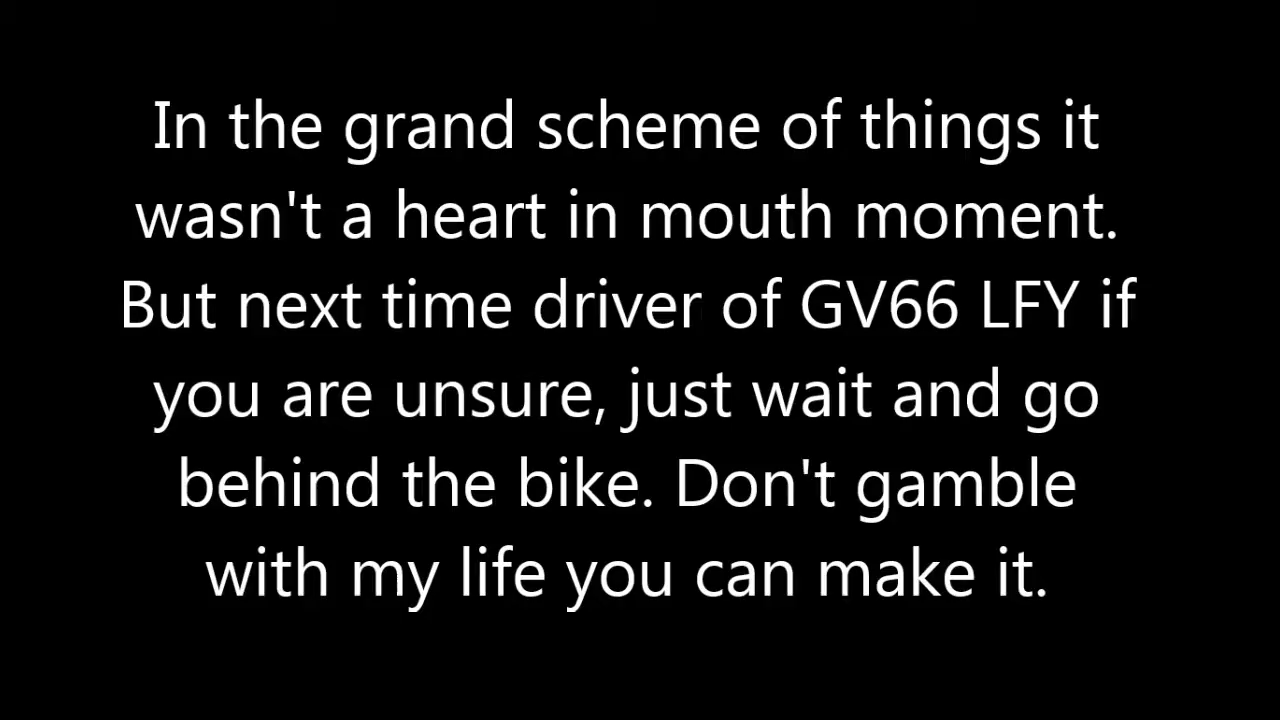 In the grand scheme of things it
wasn't a heart in mouth moment.
But next time driver of GV66 LFY if
you are unsure, just wait and go
behind the bike. Don't gamble
with my life you can make it.